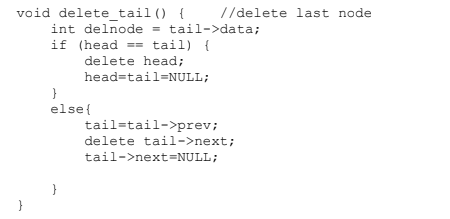 void delete_tail() {     //delete last node
    int delnode = tail->data;
    if (head == tail) {
        delete head;
        head=tail=NULL;
    }
    else{
        tail=tail->prev;
        delete tail->next;
        tail->next=NULL;

    }
}